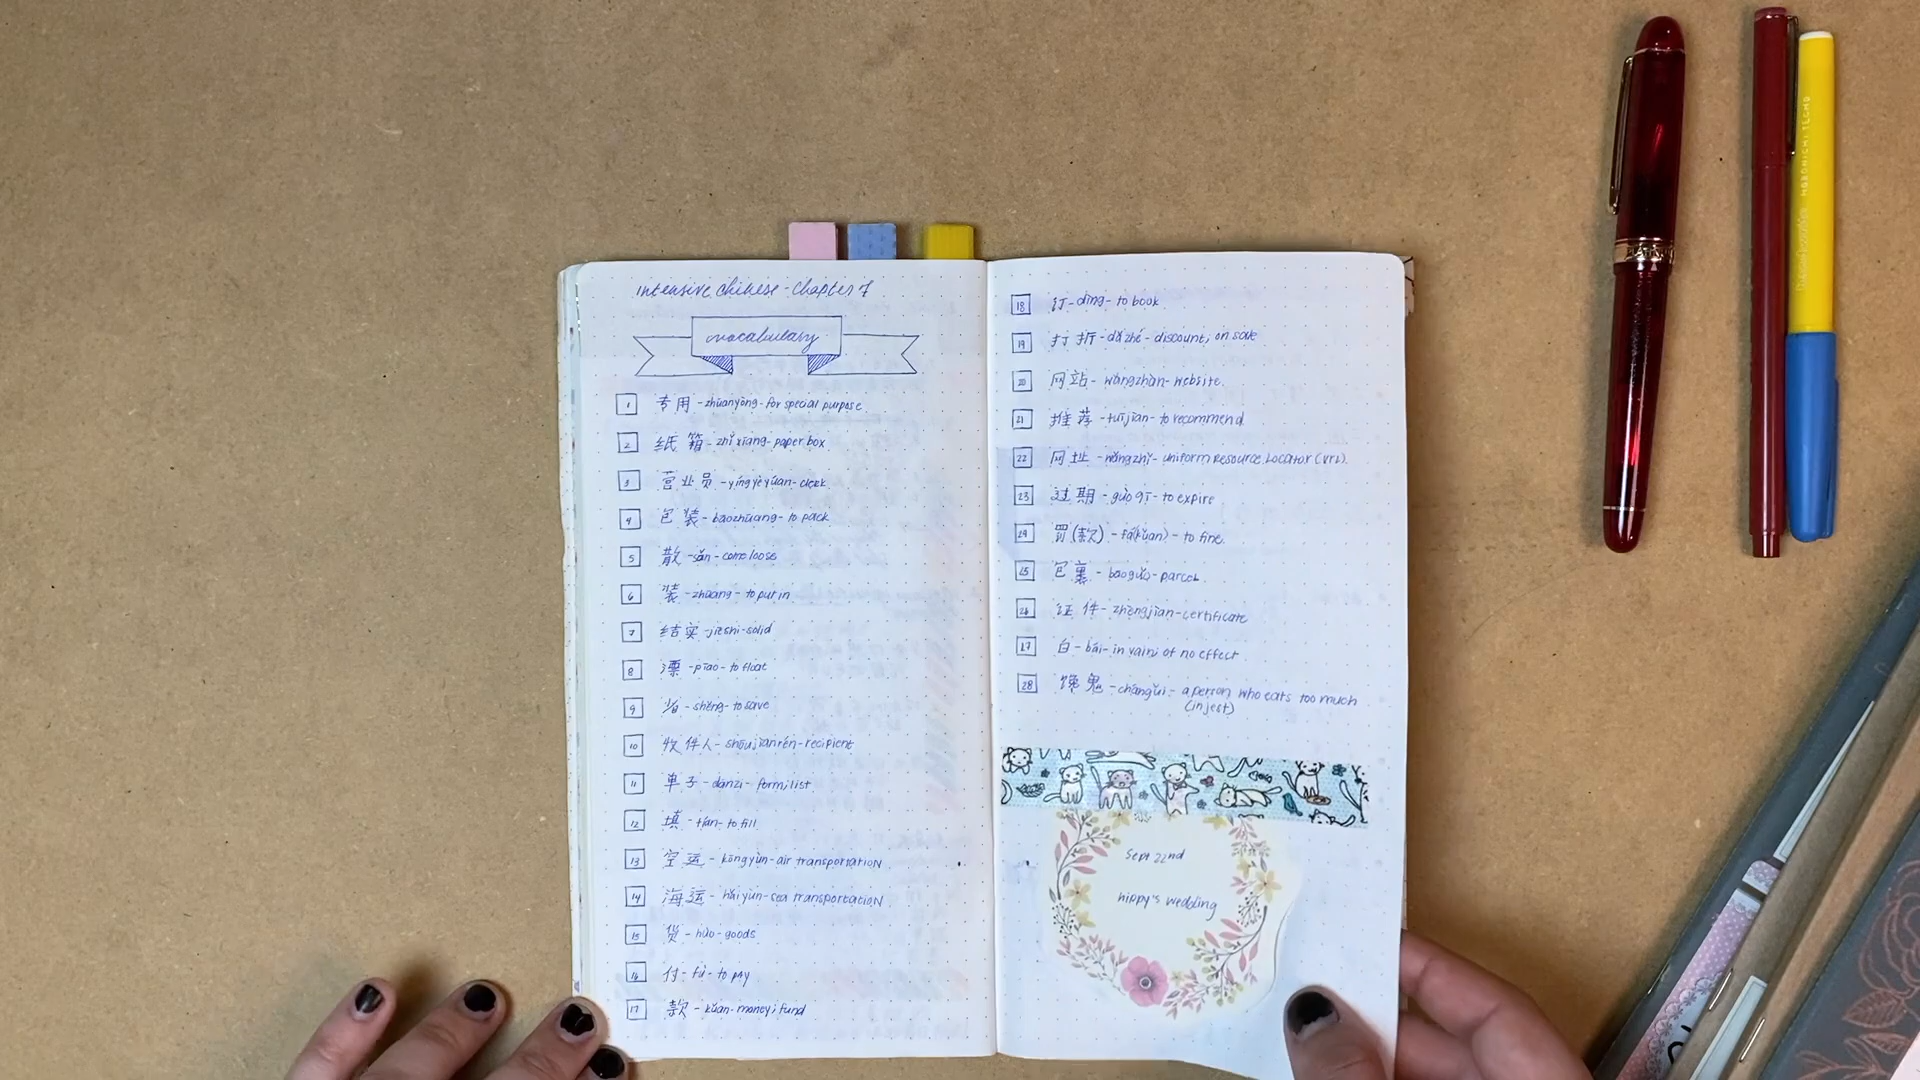 Intensive Chinese - Chapter 7
vocabulary
1 专用 - zhuānyòng - for special purpose
2 纸箱 - zhǐxiāng - paper box
3 营业员 - yíngyèyuán - clerk
4 包装 - bāozhuāng - to pack
5 散 - sǎn - come loose
6 装 - zhuāng - to put in
7 结实 - jiēshi - solid
8 漂 - piāo - to float
9 省 - shěng - to save
10 收件人 - shōujiànrén - recipient
11 单子 - dānzi - form; list
12 填 - tián - to fill
13 空运 - kōngyùn - air transportation
14 海运 - hǎiyùn - sea transportation
15 货 - huò - goods
16 付 - fù - to pay
17 款 - kuǎn - money; fund
18 订 - dìng - to book
19 打折 - dǎzhé - discount; on sale
20 网站 - wǎngzhàn - website
21 推荐 - tuījiàn - to recommend
22 网址 - wǎngzhǐ - uniform resource locator (URL)
23 过期 - guòqī - to expire
24 罚(款) - fá(kuǎn) - to fine
25 包裹 - bāoguǒ - parcel
26 证件 - zhèngjiàn - certificate
27 白 - bái - in vain; of no effect
28 馋鬼 - chánguǐ - a person who eats too much
(in jest)
Sept 22nd
hippy's wedding
HOBONICHI TECHO